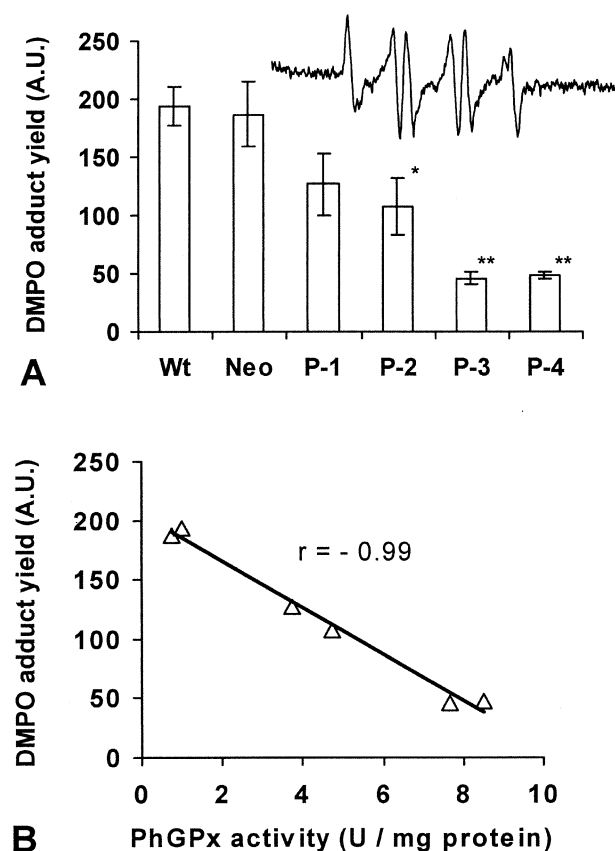 250
200
150
100
50
0
DMPO adduct yield (A.U.)
*
**
**
Wt Neo P-1 P-2 P-3 P-4
A
250
200
150
100
50
0
DMPO adduct yield (A.U.)
r = - 0.99
0 2 4 6 8 10
PhGPx activity (U / mg protein)
B